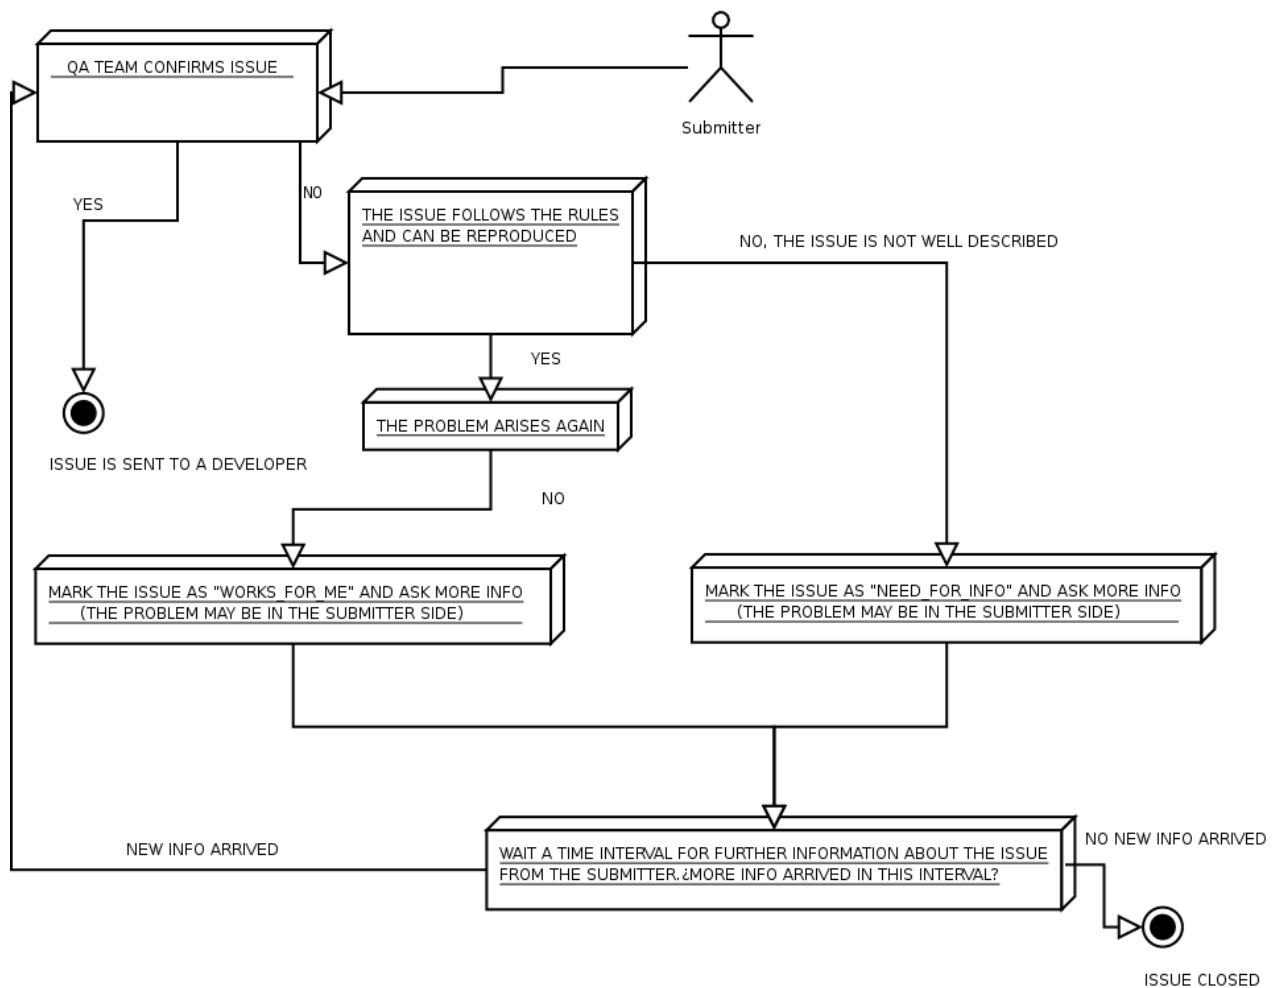 QA TEAM CONFIRMS ISSUE
Submitter
YES
NO
THE ISSUE FOLLOWS THE RULES
AND CAN BE REPRODUCED
NO, THE ISSUE IS NOT WELL DESCRIBED
YES
THE PROBLEM ARISES AGAIN
ISSUE IS SENT TO A DEVELOPER
NO
MARK THE ISSUE AS "WORKS_FOR_ME" AND ASK MORE INFO
(THE PROBLEM MAY BE IN THE SUBMITTER SIDE)
MARK THE ISSUE AS "NEED_FOR_INFO" AND ASK MORE INFO
(THE PROBLEM MAY BE IN THE SUBMITTER SIDE)
NEW INFO ARRIVED
WAIT A TIME INTERVAL FOR FURTHER INFORMATION ABOUT THE ISSUE
FROM THE SUBMITTER.¿MORE INFO ARRIVED IN THIS INTERVAL?
NO NEW INFO ARRIVED
ISSUE CLOSED